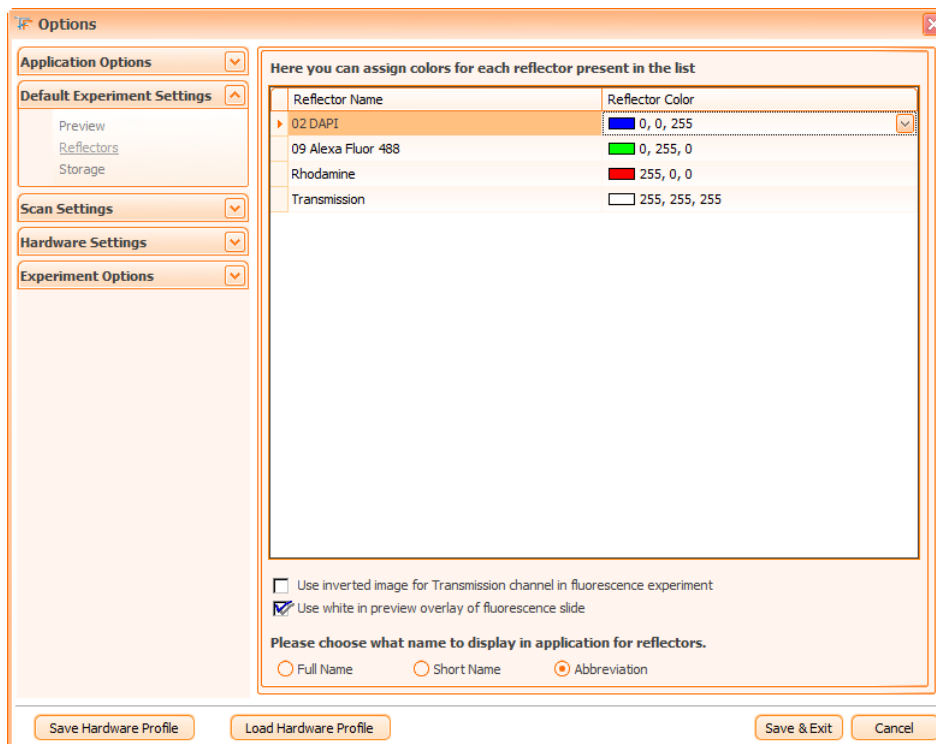 Options
Application Options
Default Experiment Settings
Preview
Reflectors
Storage
Scan Settings
Hardware Settings
Experiment Options
Here you can assign colors for each reflector present in the list
Reflector Name Reflector Color
02 DAPI 0, 0, 255
09 Alexa Fluor 488 0, 255, 0
Rhodamine 255, 0, 0
Transmission 255, 255, 255
Use inverted image for Transmission channel in fluorescence experiment
Use white in preview overlay of fluorescence slide
Please choose what name to display in application for reflectors.
Full Name Short Name Abbreviation
Save Hardware Profile Load Hardware Profile Save & Exit Cancel